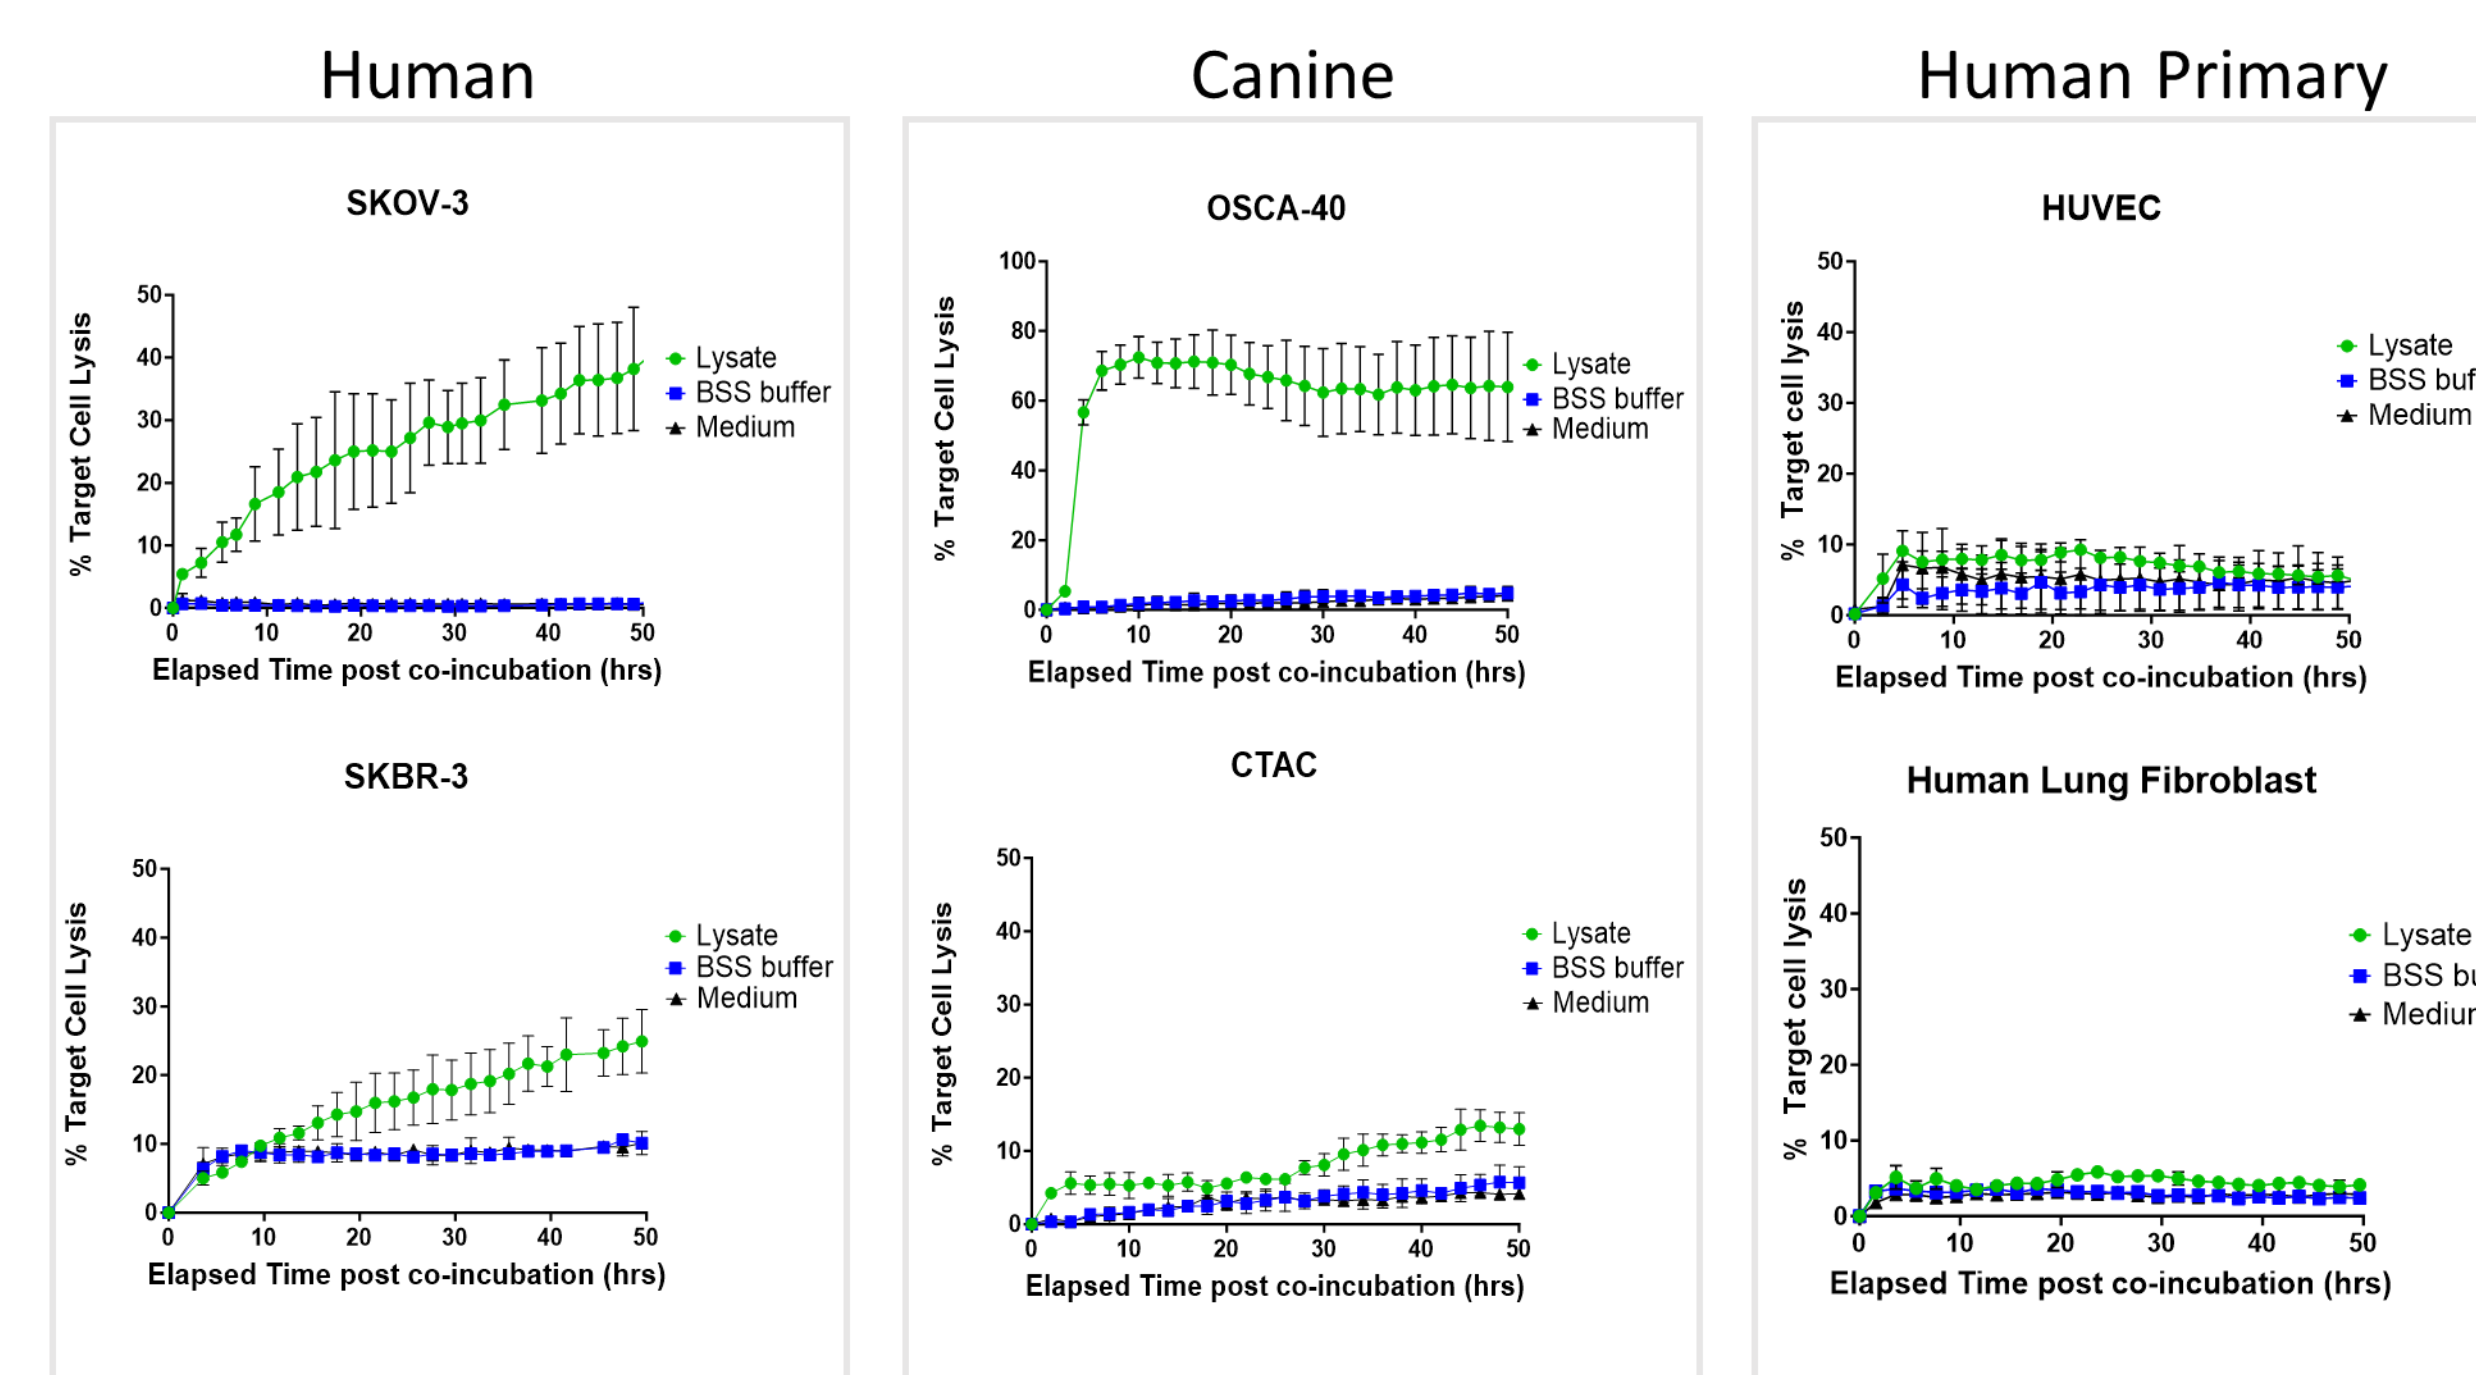 Human
SKOV-3
% Target Cell Lysis
50
40
30
20
10
0
0 10 20 30 40 50
Elapsed Time post co-incubation (hrs)
Lysate
BSS buffer
Medium
SKBR-3
% Target Cell Lysis
50
40
30
20
10
0
0 10 20 30 40 50
Elapsed Time post co-incubation (hrs)
Lysate
BSS buffer
Medium
Canine
OSCA-40
% Target Cell Lysis
100
80
60
40
20
0
0 10 20 30 40 50
Elapsed Time post co-incubation (hrs)
Lysate
BSS buffer
Medium
CTAC
% Target Cell Lysis
50
40
30
20
10
0
0 10 20 30 40 50
Elapsed Time post co-incubation (hrs)
Lysate
BSS buffer
Medium
Human Primary
HUVEC
% Target cell lysis
50
40
30
20
10
0
0 10 20 30 40 50
Elapsed Time post co-incubation (hrs)
Lysate
BSS
Medium
Human Lung Fibroblast
% Target cell lysis
50
40
30
20
10
0
0 10 20 30 40 50
Elapsed Time post co-incubation (hrs)
Lysate
BSS